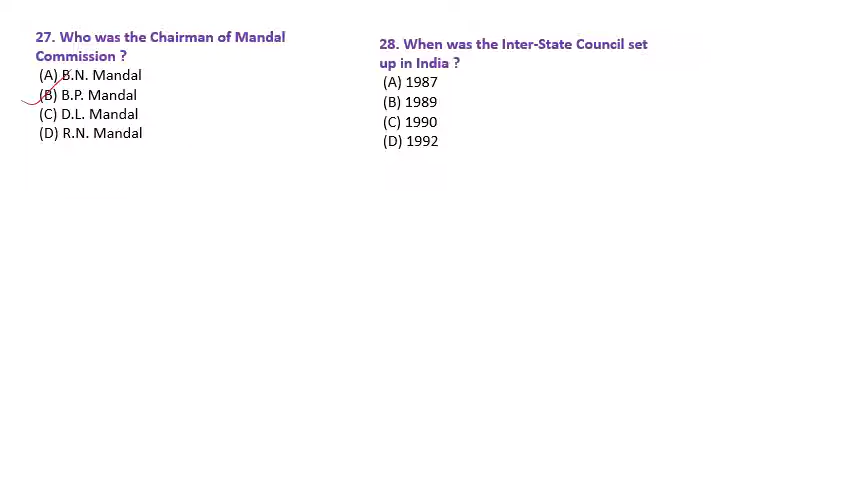 27. Who was the Chairman of Mandal
Commission ?
(A) B.N. Mandal
(B) B.P. Mandal
(C) D.L. Mandal
(D) R.N. Mandal
28. When was the Inter-State Council set
up in India ?
(A) 1987
(B) 1989
(C) 1990
(D) 1992